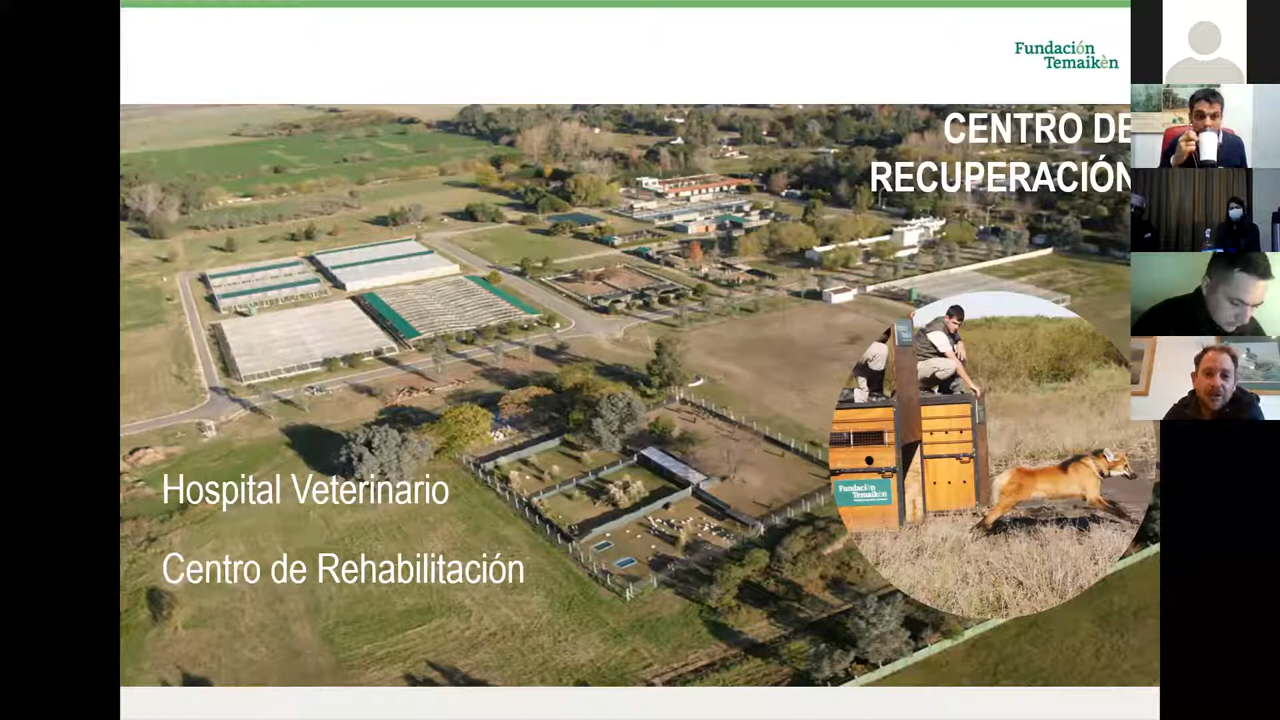 Fundación
Temaikèn
CENTRO DE
RECUPERACIÓN
Hospital Veterinario
Centro de Rehabilitación
Fundación
Temaikèn